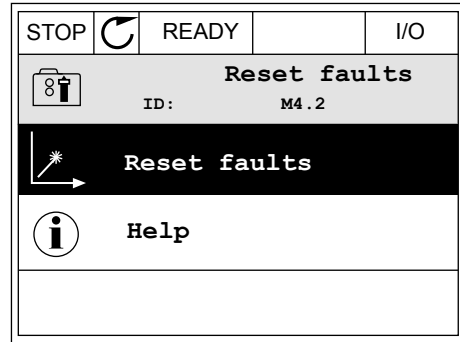 STOP READY I/O
Reset faults
ID: M4.2
Reset faults
Help